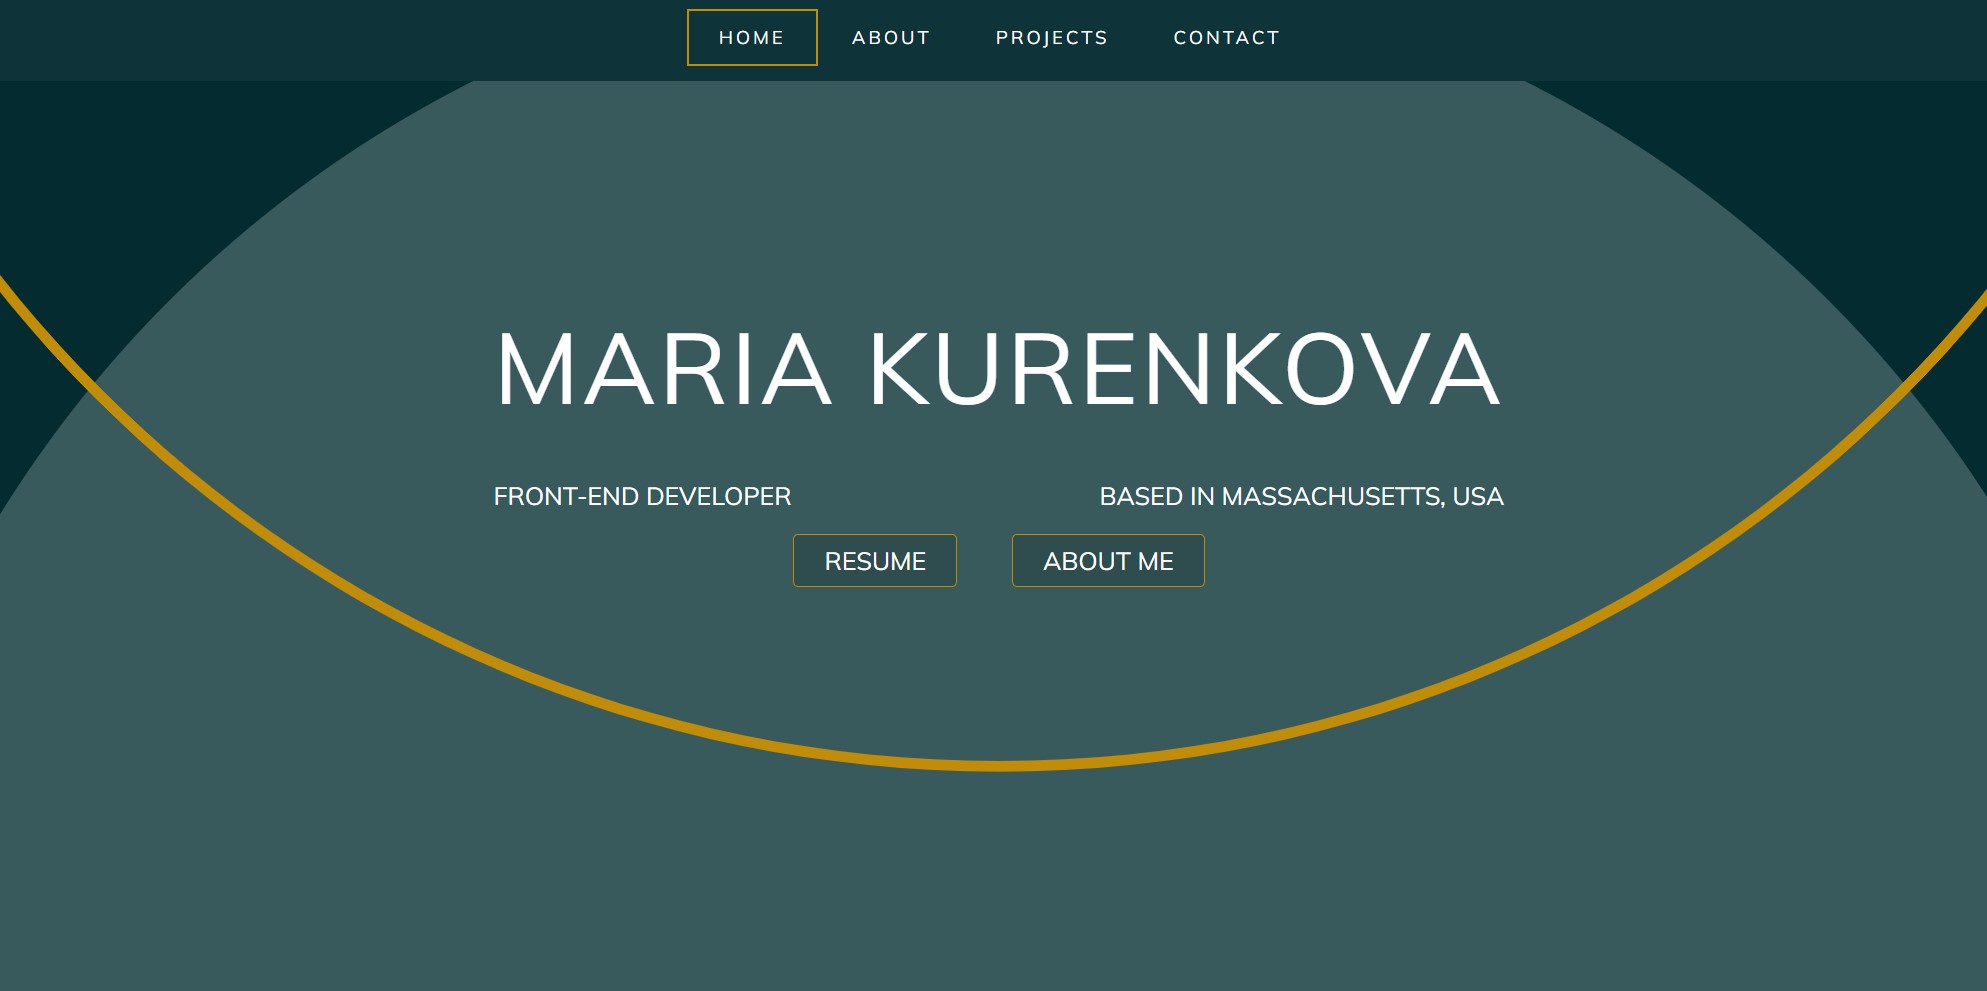 HOME ABOUT PROJECTS CONTACT
MARIA KURENKOVA
FRONT-END DEVELOPER BASED IN MASSACHUSETTS, USA
RESUME ABOUT ME